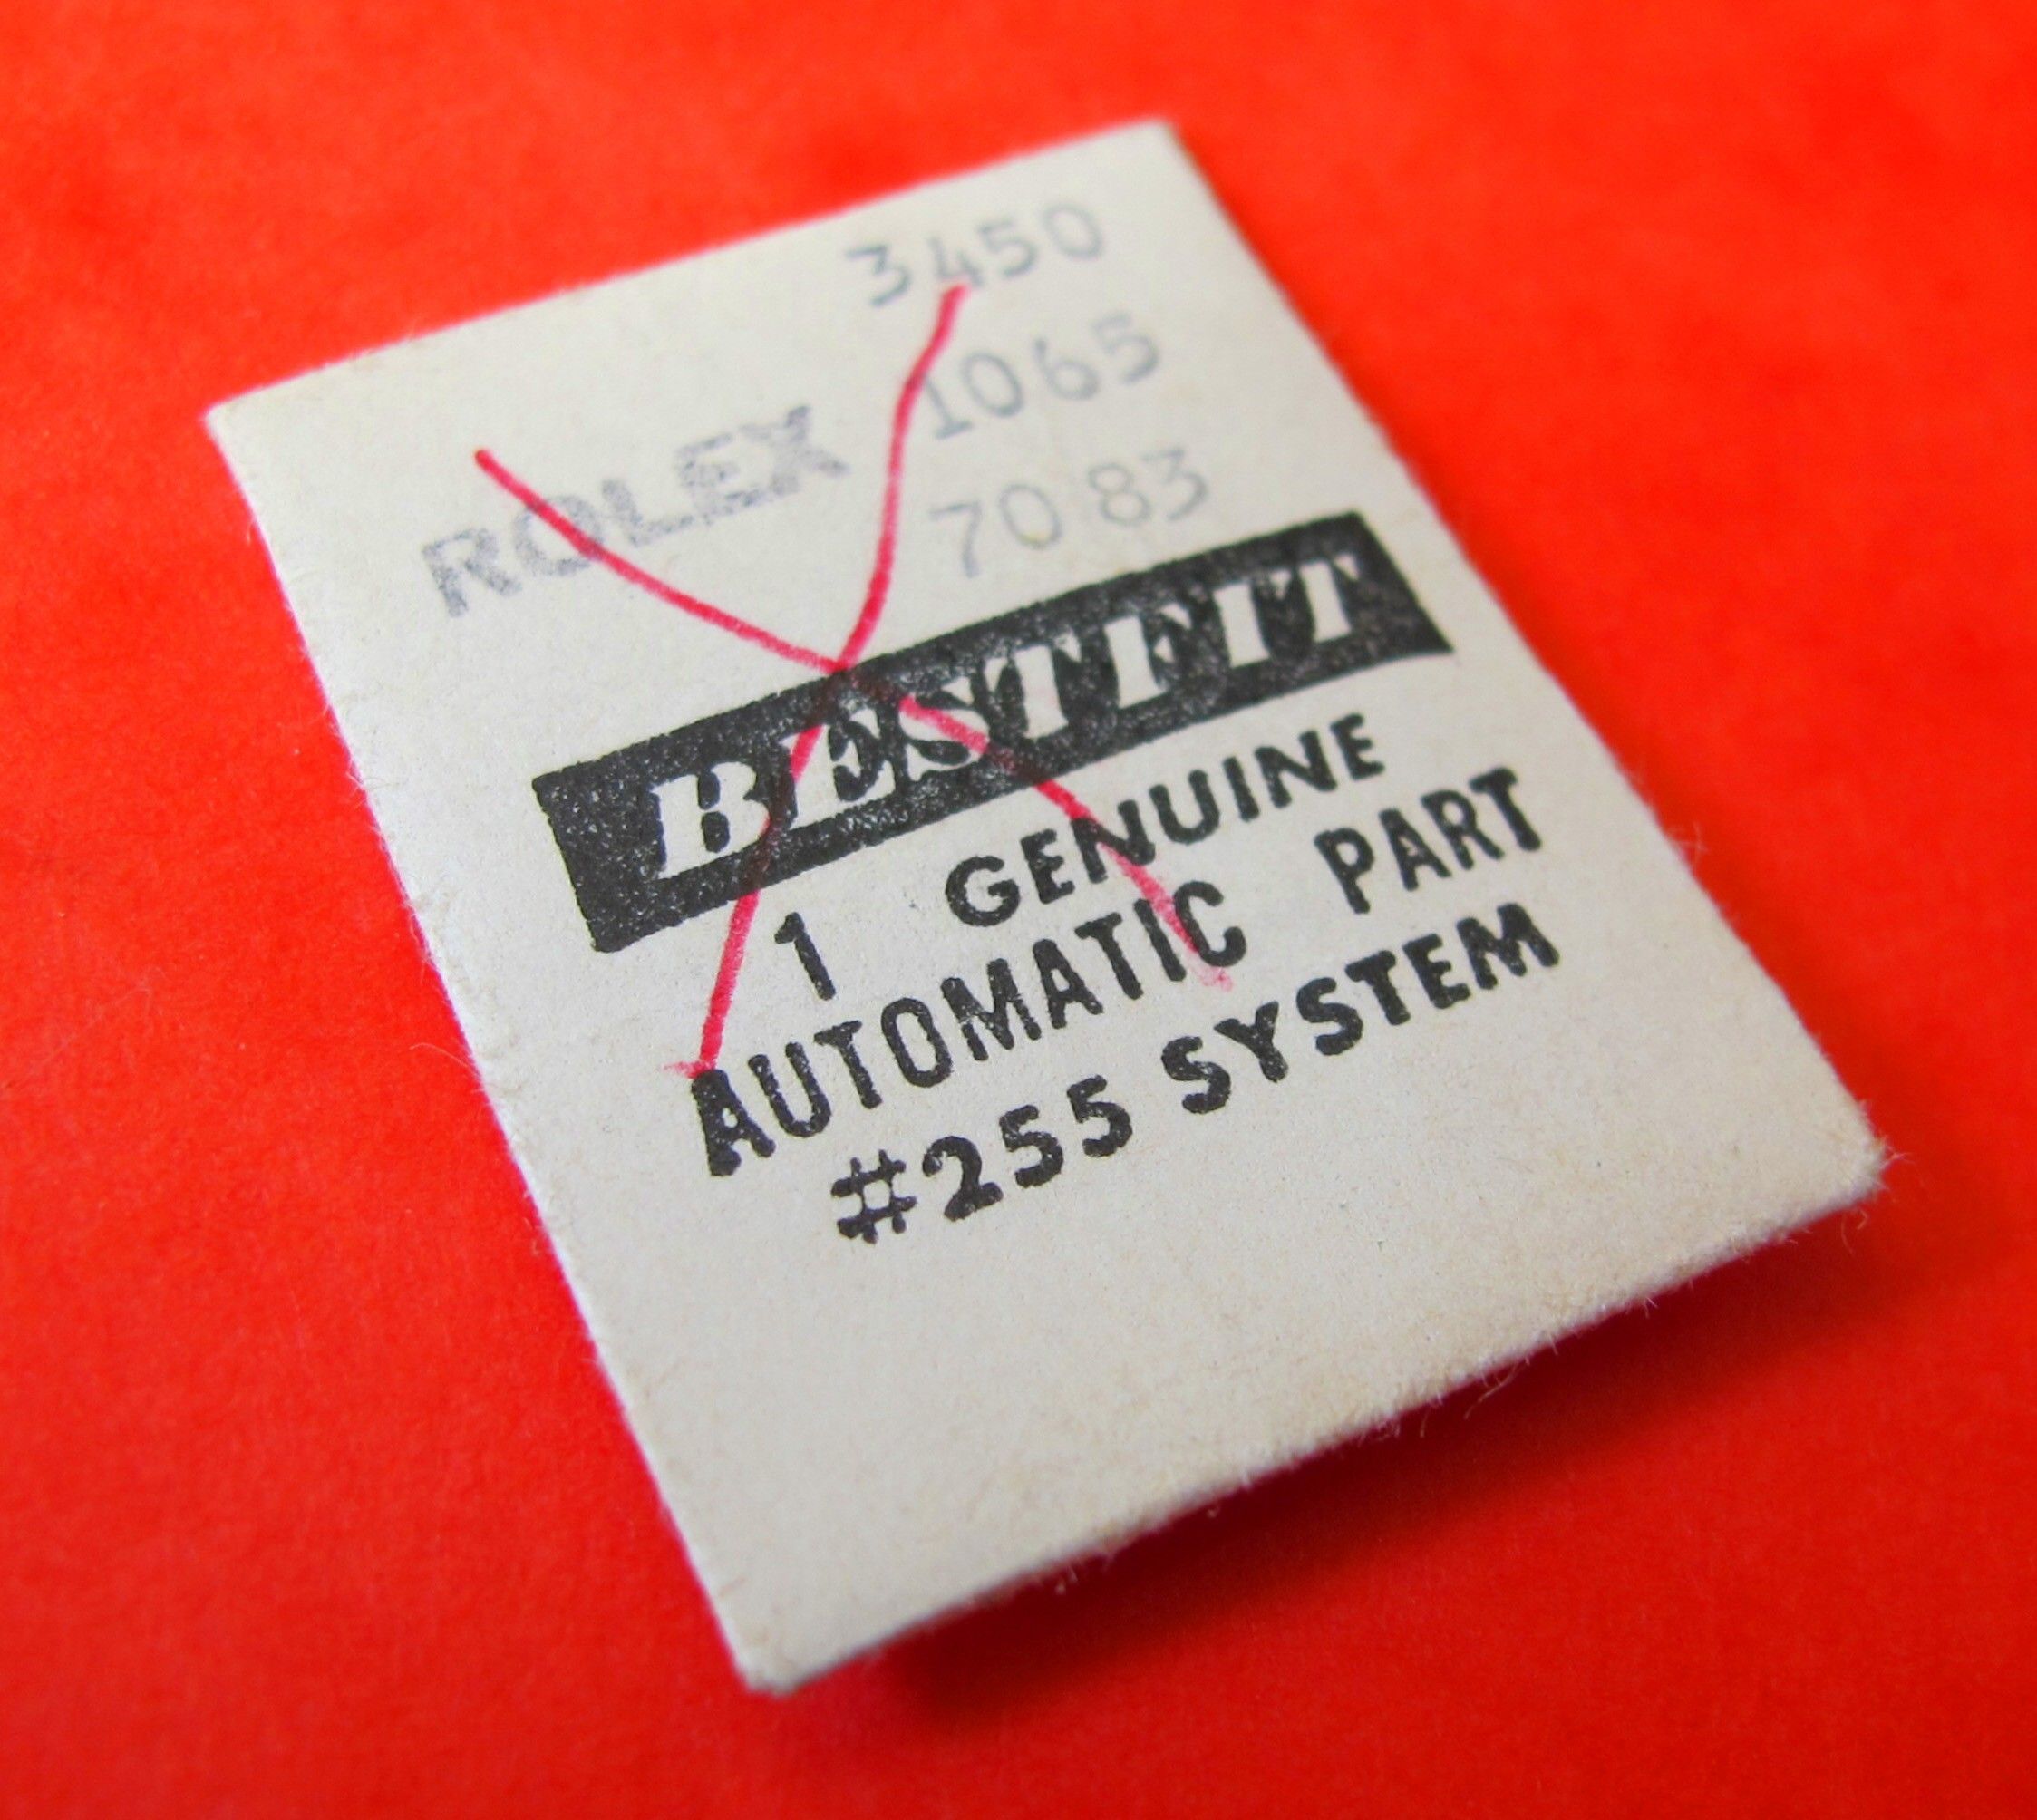 3450
ROLEX 1065
7083
BESTFIT
1 GENUINE
AUTOMATIC PART
#255 SYSTEM